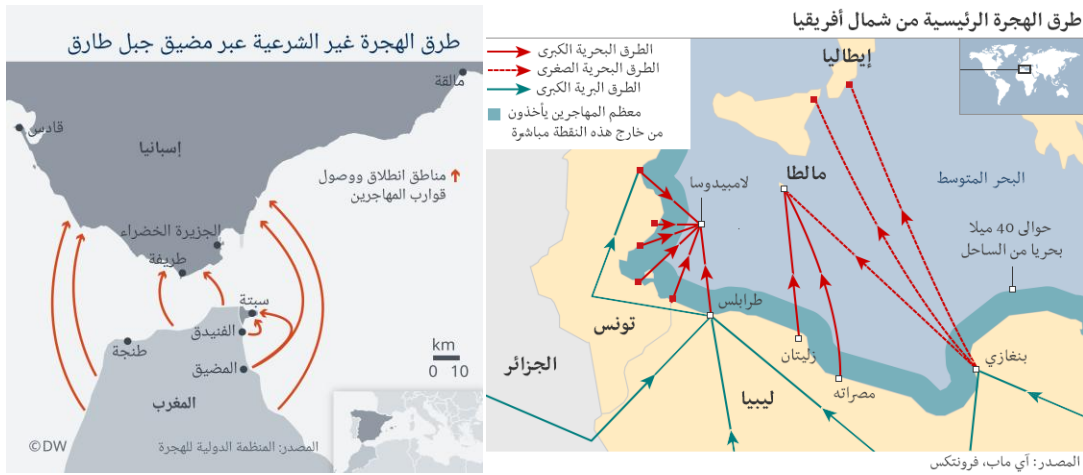 طرق الهجرة غير الشرعية عبر مضيق جبل طارق
مالقة
قادس
إسبانيا
مناطق انطلاق ووصول
قوارب المهاجرين
الجزيرة الخضراء
طريفة
سبتة
الفنيدق
طنجة
المضيق
km
0 10
المغرب
المصدر: المنظمة الدولية للهجرة
©DW
طرق الهجرة الرئيسية من شمال أفريقيا
الطرق البحرية الكبرى
الطرق البحرية الصغرى
الطرق البرية الكبرى
معظم المهاجرين يأخذون
من خارج هذه النقطة مباشرة
إيطاليا
البحر المتوسط
مالطا
لامبيدوسا
حوالى 40 ميلا
بحريا من الساحل
طرابلس
تونس
الجزائر
زليتان
بنغازي
مصراته
ليبيا
المصدر: آي ماب، فرونتكس